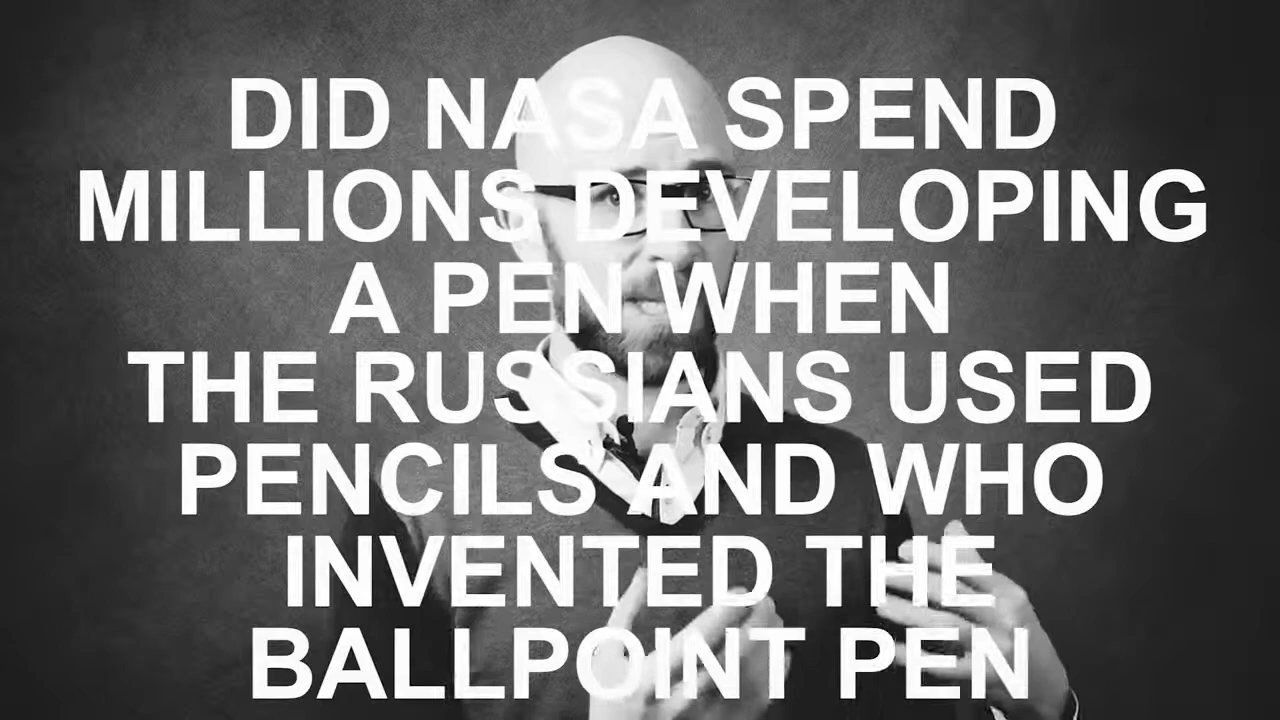 DID NASA SPEND
MILLIONS DEVELOPING
A PEN WHEN
THE RUSSIANS USED
PENCILS AND WHO
INVENTED THE
BALLPOINT PEN